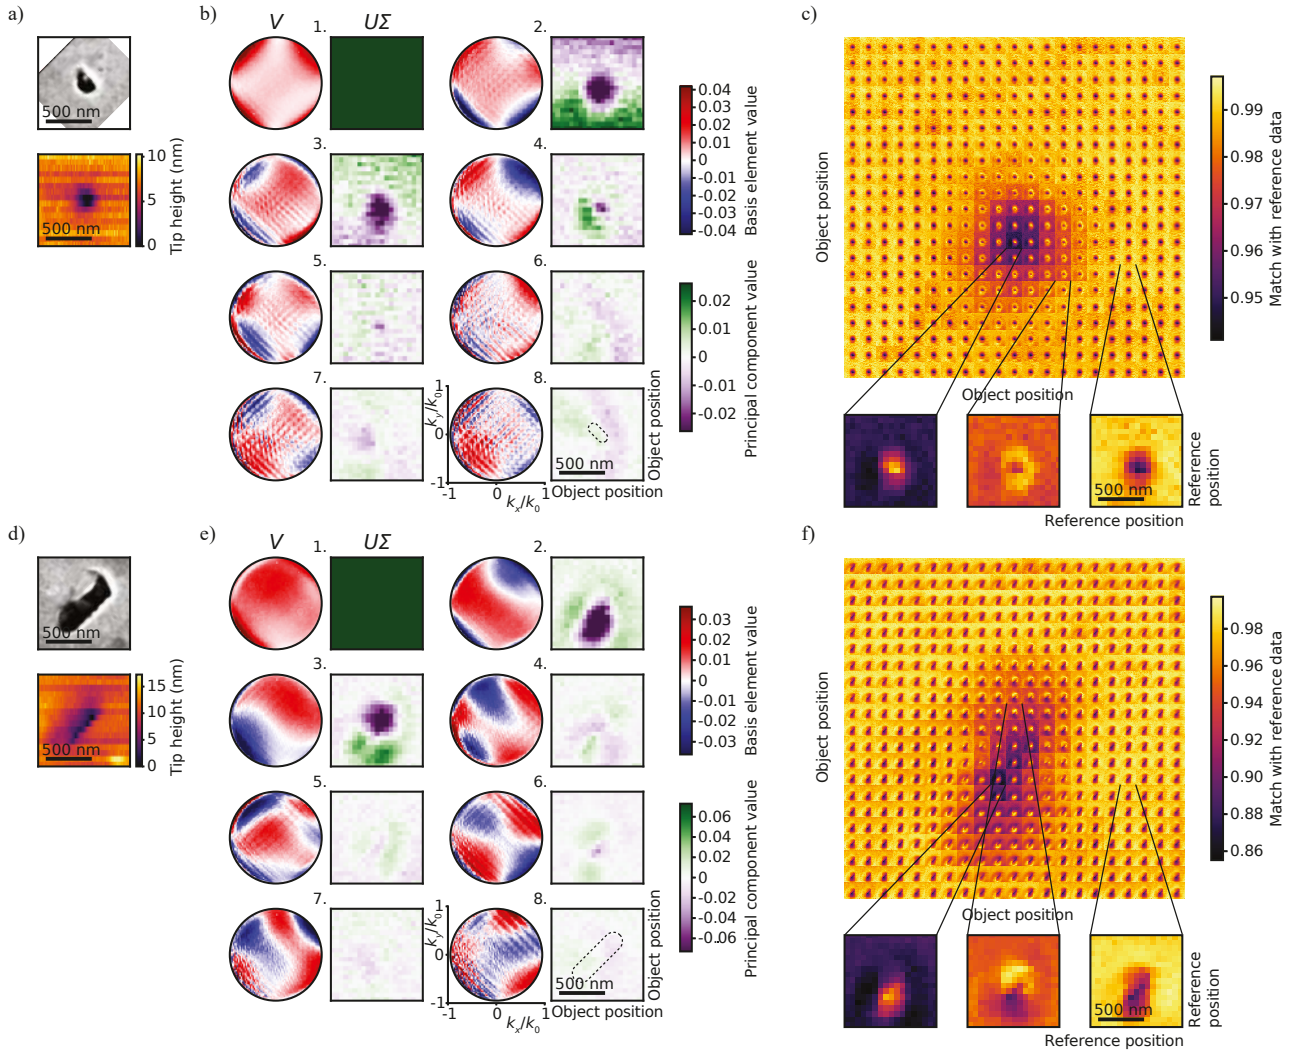 a)
500 nm
500 nm
10
5
0
Tip height (nm)
b)
V
1.
UΣ
2.
3.
4.
5.
6.
7.
8.
1
0
-1
k_y/k_0
-1
0
1
k_x/k_0
500 nm
Object position
Object position
0.04
0.03
0.02
0.01
0
-0.01
-0.02
-0.03
-0.04
Basis element value
0.02
0.01
0
-0.01
-0.02
Principal component value
c)
Object position
Object position
0.99
0.98
0.97
0.96
0.95
Match with reference data
500 nm
Reference position
Reference position
d)
500 nm
500 nm
15
10
5
0
Tip height (nm)
e)
V
1.
UΣ
2.
3.
4.
5.
6.
7.
8.
1
0
-1
k_y/k_0
-1
0
1
k_x/k_0
500 nm
Object position
Object position
0.03
0.02
0.01
0
-0.01
-0.02
-0.03
Basis element value
0.06
0.04
0.02
0
-0.02
-0.04
-0.06
Principal component value
f)
Object position
Object position
0.98
0.96
0.94
0.92
0.90
0.88
0.86
Match with reference data
500 nm
Reference position
Reference position